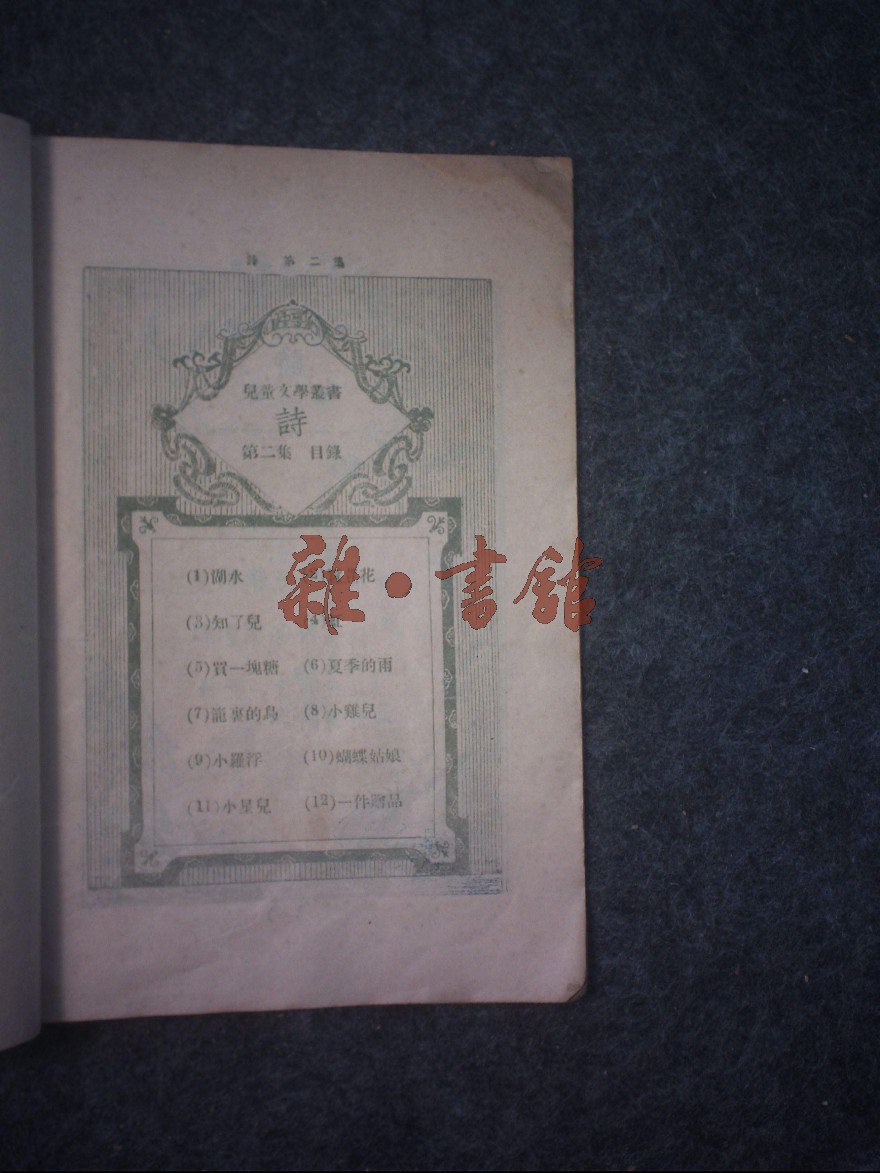 詩 第二集
兒童文學叢書
詩
第二集 目錄
(1)湖水 花
(3)知了兒
(5)買一塊糖 (6)夏季的雨
(7)籠裏的鳥 (8)小雞兒
(9)小羅浮 (10)蝴蝶姑娘
(11)小星兒 (12)一件贈品
雜·書館